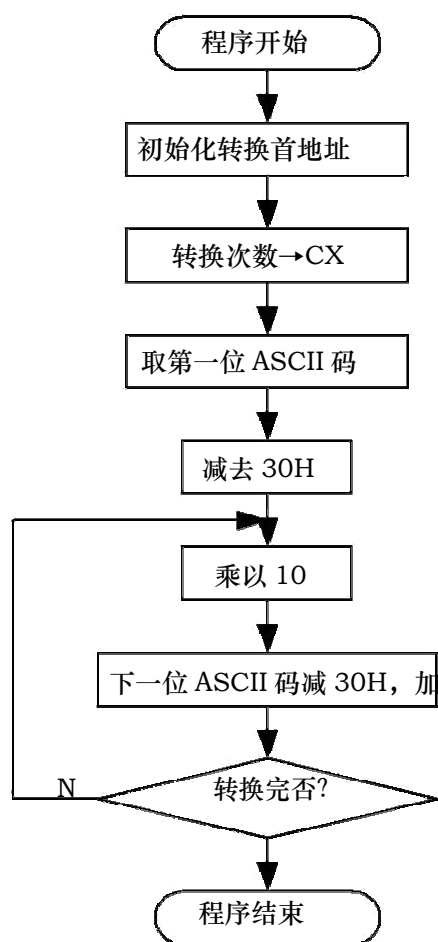 程序开始
初始化转换首地址
转换次数→CX
取第一位 ASCII 码
减去 30H
乘以 10
下一位 ASCII 码减 30H，加
转换完否?
N
程序结束